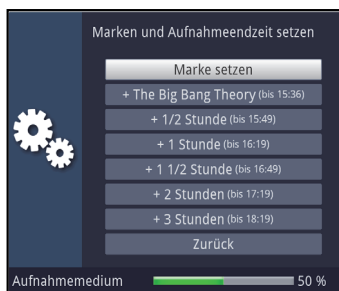 Marken und Aufnahmeendzeit setzen
Marke setzen
+ The Big Bang Theory (bis 15:36)
+ 1/2 Stunde (bis 15:49)
+ 1 Stunde (bis 16:19)
+ 1 1/2 Stunde (bis 16:49)
+ 2 Stunden (bis 17:19)
+ 3 Stunden (bis 18:19)
Zurück
Aufnahmemedium 50 %